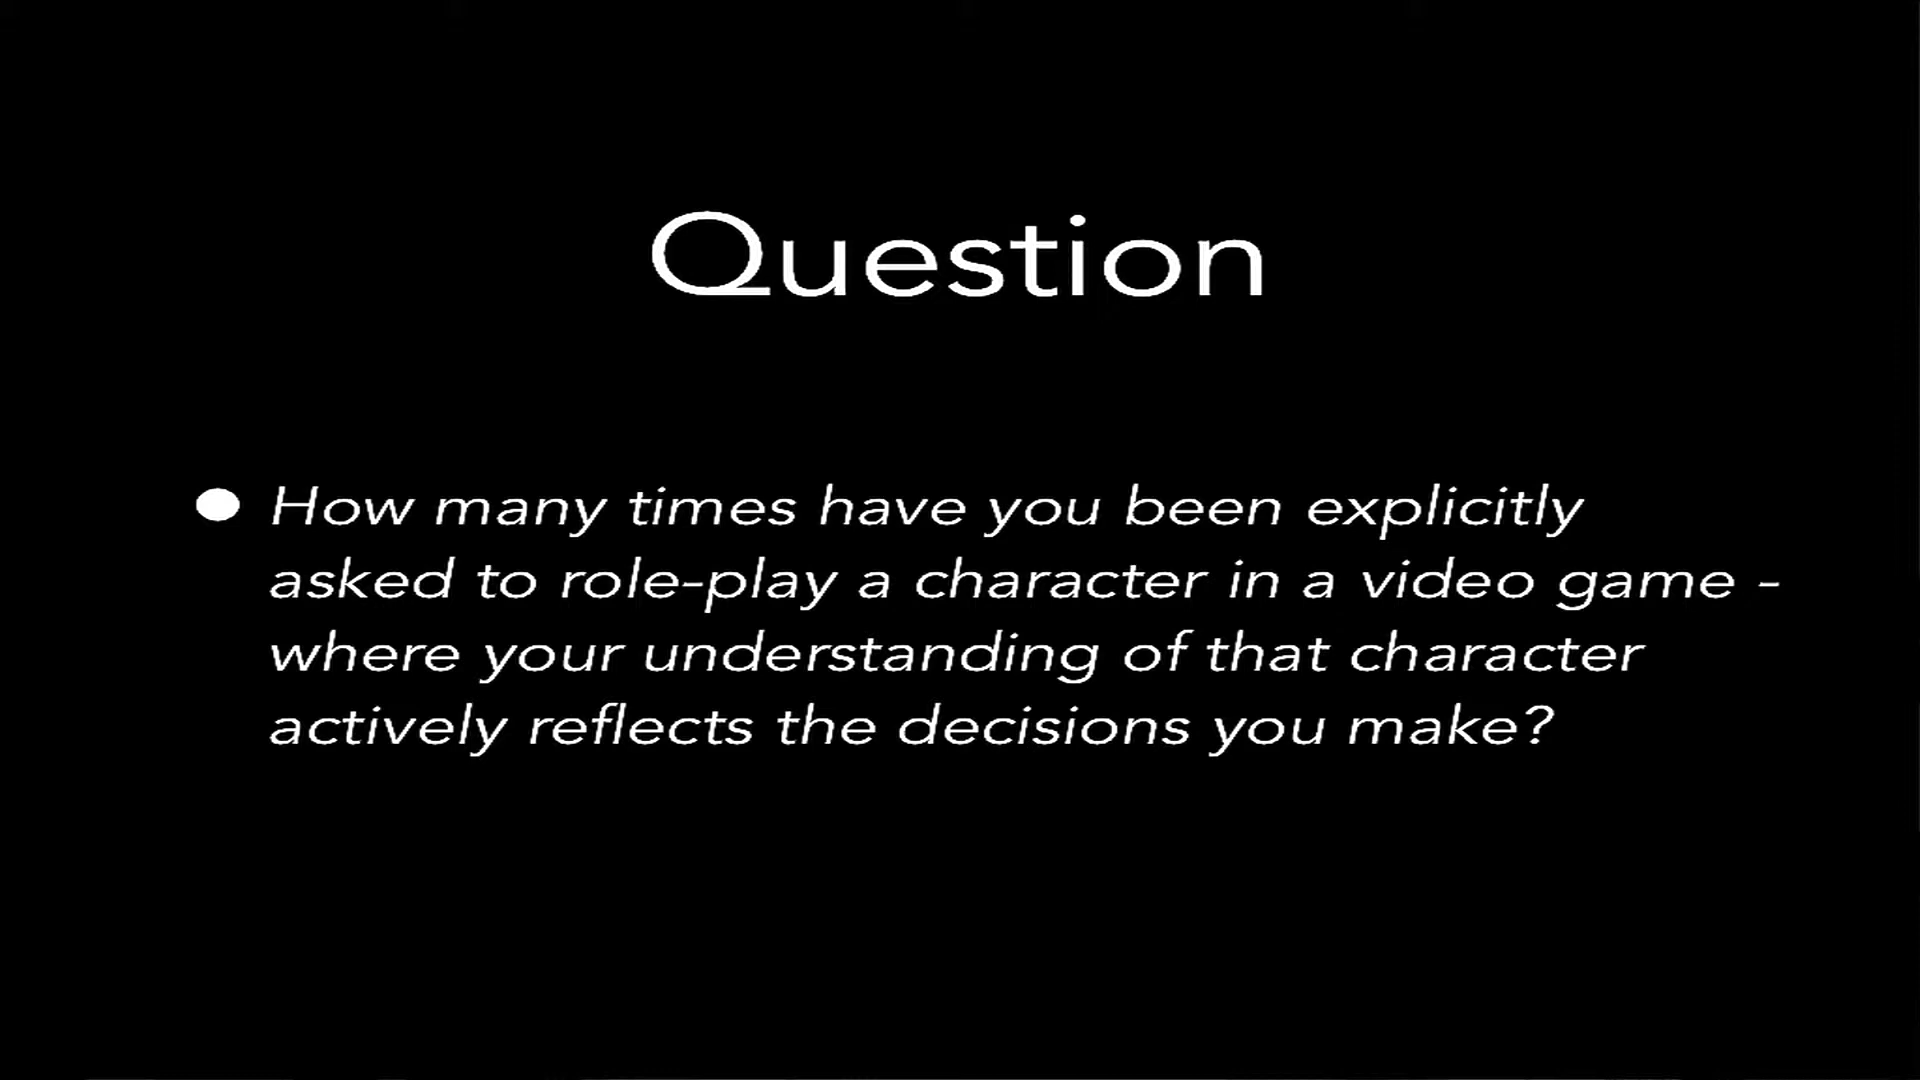 Question
● How many times have you been explicitly
asked to role-play a character in a video game -
where your understanding of that character
actively reflects the decisions you make?